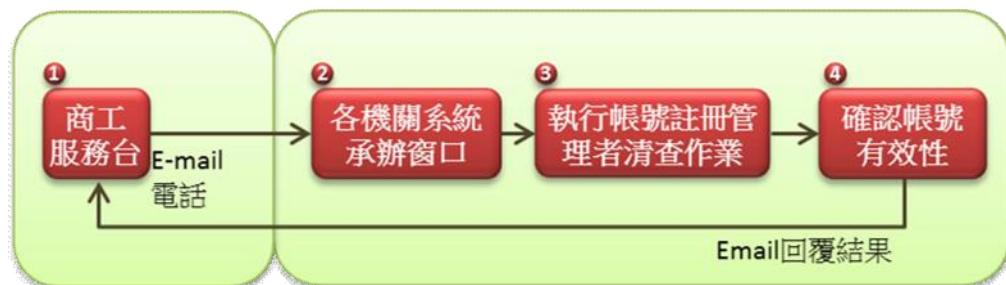 1
商工
服務台
E-mail
電話
2
各機關系統
承辦窗口
3
執行帳號註冊管
理者清查作業
4
確認帳號
有效性
Email回覆結果